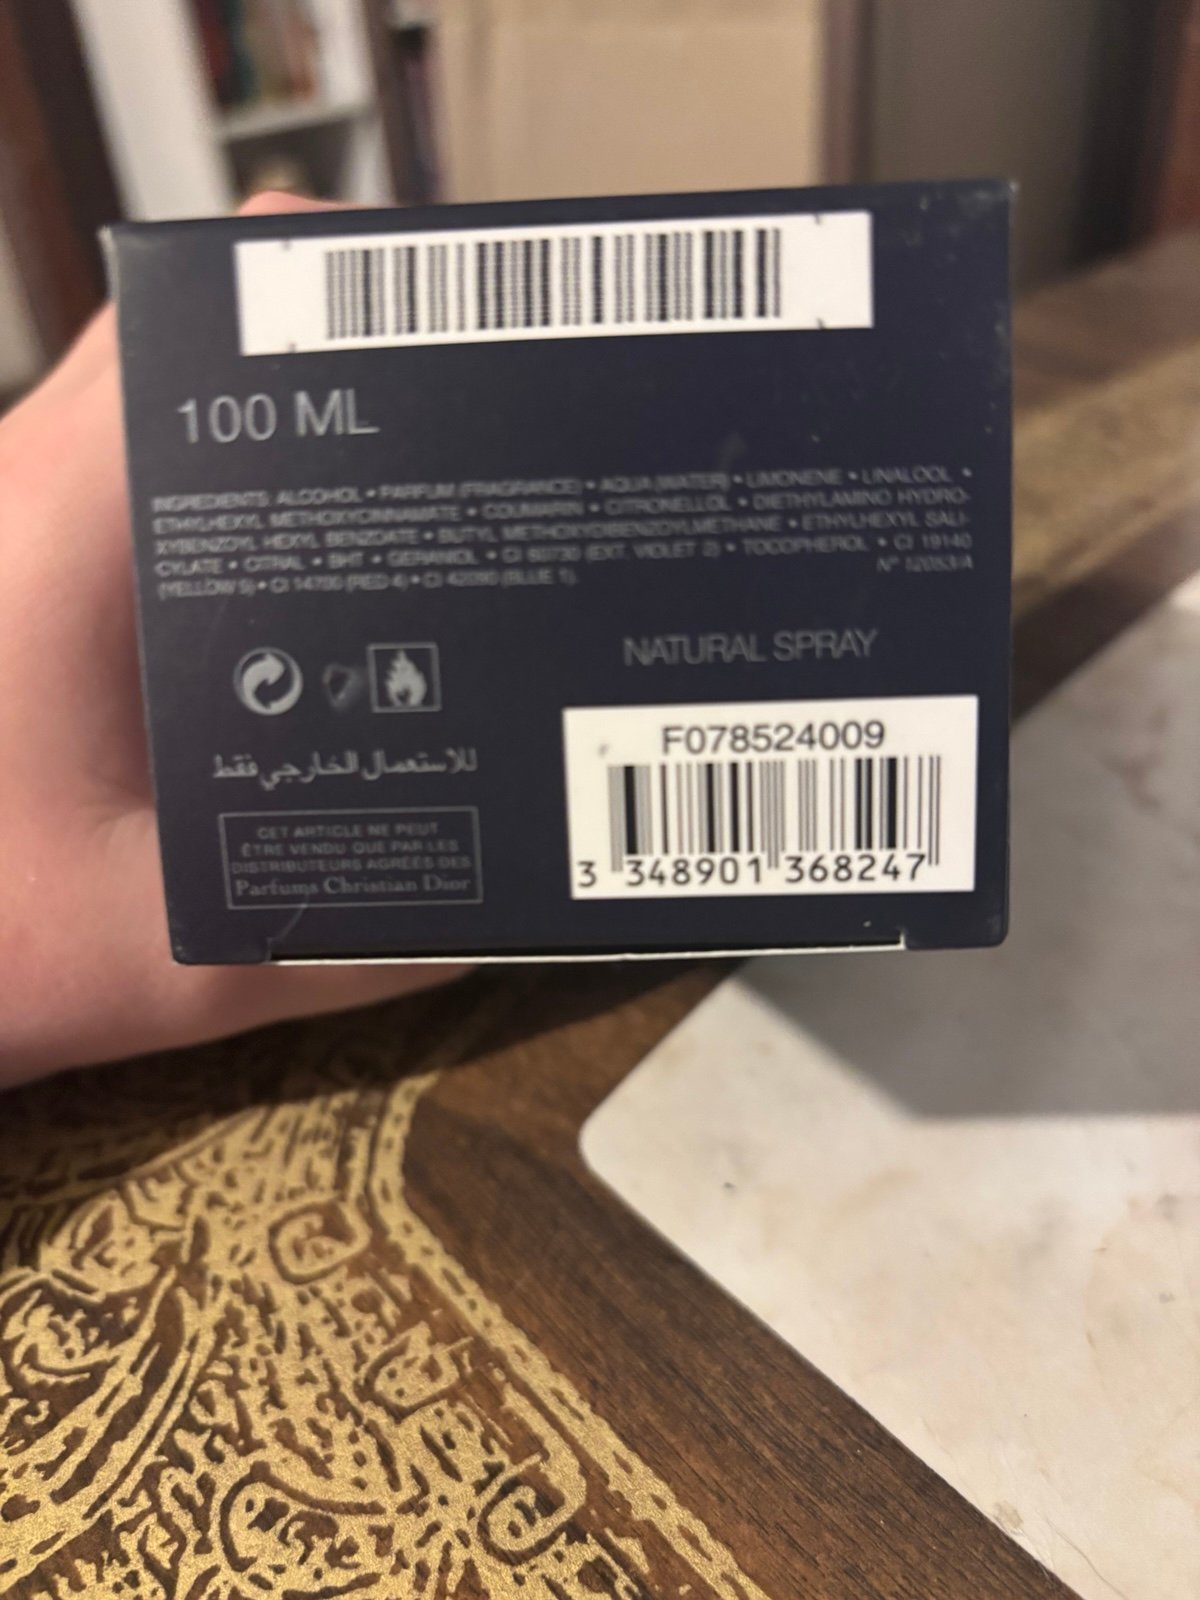 100 ML
INGREDIENTS: ALCOHOL • PARFUM (FRAGRANCE) • AQUA (WATER) • LIMONENE • LINALOOL •
ETHYLHEXYL METHOXYCINNAMATE • COUMARIN • CITRONELLOL • DIETHYLAMINO HYDRO-
XYBENZOYL HEXYL BENZOATE • BUTYL METHOXYDIBENZOYLMETHANE • ETHYLHEXYL SALI-
CYLATE • CITRAL • BHT • GERANIOL • CI 60730 (EXT. VIOLET 2) • TOCOPHEROL • CI 19140
(YELLOW 5) • CI 14700 (RED 4) • CI 42090 (BLUE 1).
N°
NATURAL SPRAY
للاستعمال الخارجي فقط
CET ARTICLE NE PEUT
ÊTRE VENDU QUE PAR LES
DISTRIBUTEURS AGRÉÉS DES
Parfums Christian Dior
F078524009
3 348901 368247